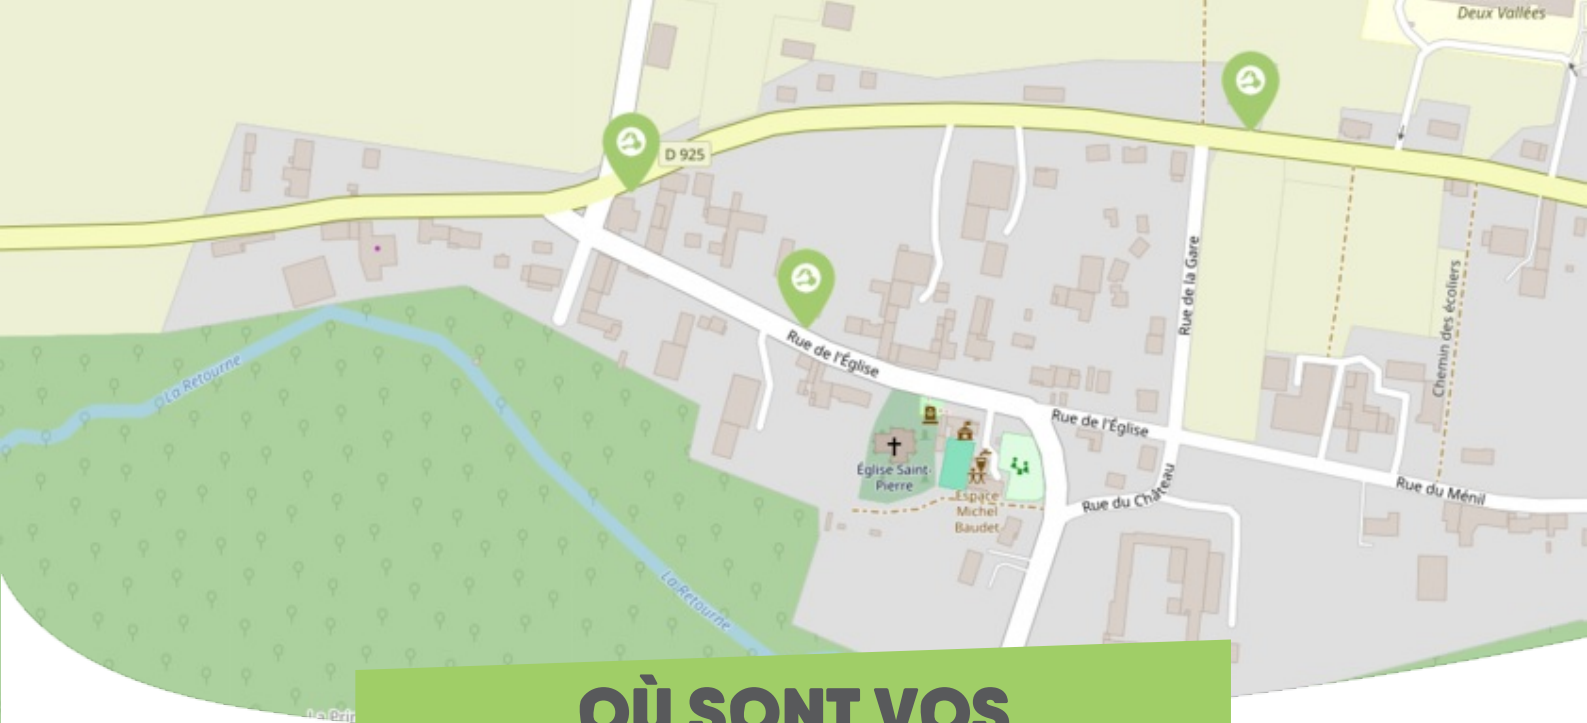 Deux Vallées
D 925
Rue de la Gare
Chemin des écoliers
La Retourne
Rue de l'Église
Rue de l'Église
Église Saint-
Pierre
Espace
Michel
Baudet
Rue du Château
Rue du Ménil
La Retourne
OÙ SONT VOS